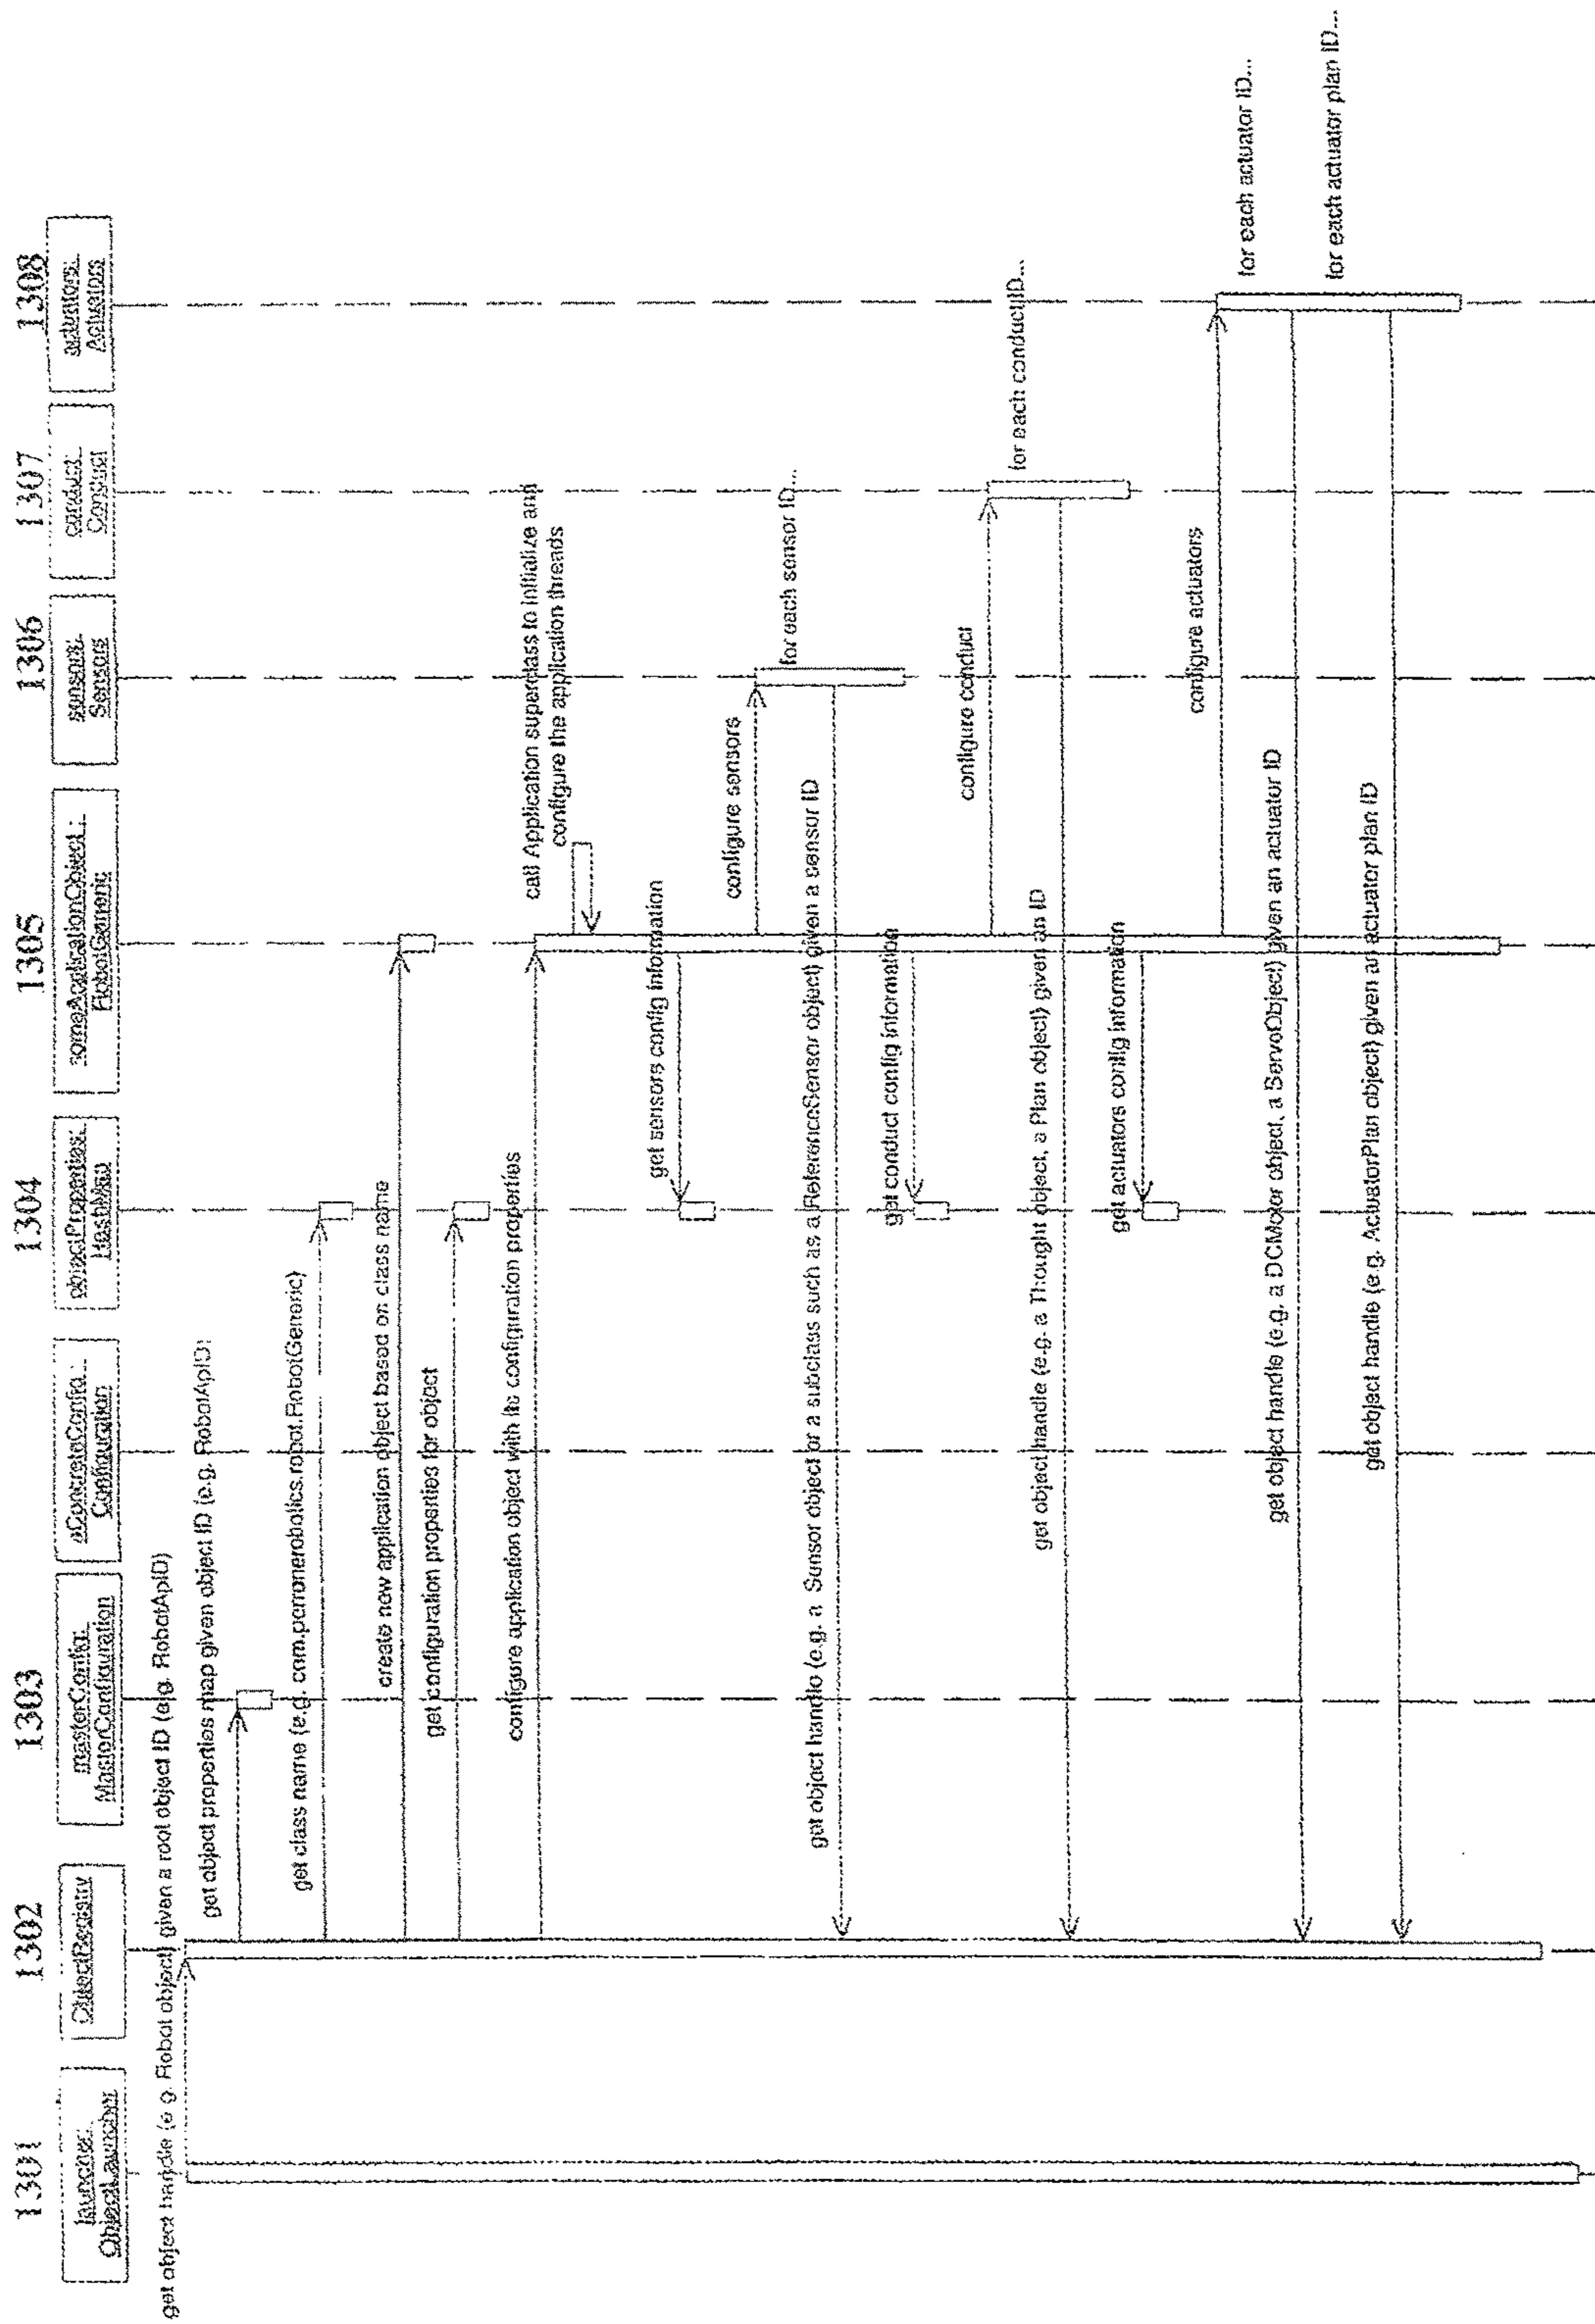 1301
launcher:
ObjectLauncher
1302
ObjectRegistry
1303
masterConfig:
MasterConfiguration
aConcreteConfig :
Configuration
1304
objectProperties:
HashMap
1305
someApplicationObject :
RobotGeneric
1306
sensors:
Sensors
1307
conduct:
Conduct
1308
actuators:
Actuators
get object handle (e.g. Robot object) given a root object ID (e.g. RobotApID)
get object properties map given object ID (e.g. RobotApID)
get class name (e.g. com.perronerobotics.robot.RobotGeneric)
create new application object based on class name
get configuration properties for object
configure application object with its configuration properties
call Application superclass to initialize and
configure the application threads
get sensors config information
configure sensors
for each sensor ID...
get object handle (e.g. a Sensor object or a subclass such as a ReferenceSensor object) given a sensor ID
get conduct config information
configure conduct
for each conduct ID...
get object handle (e.g. a Thought object, a Plan object) given an ID
get actuators config information
configure actuators
for each actuator ID...
get object handle (e.g. a DCMotor object, a ServoObject) given an actuator ID
for each actuator plan ID...
get object handle (e.g. ActuatorPlan object) given an actuator plan ID